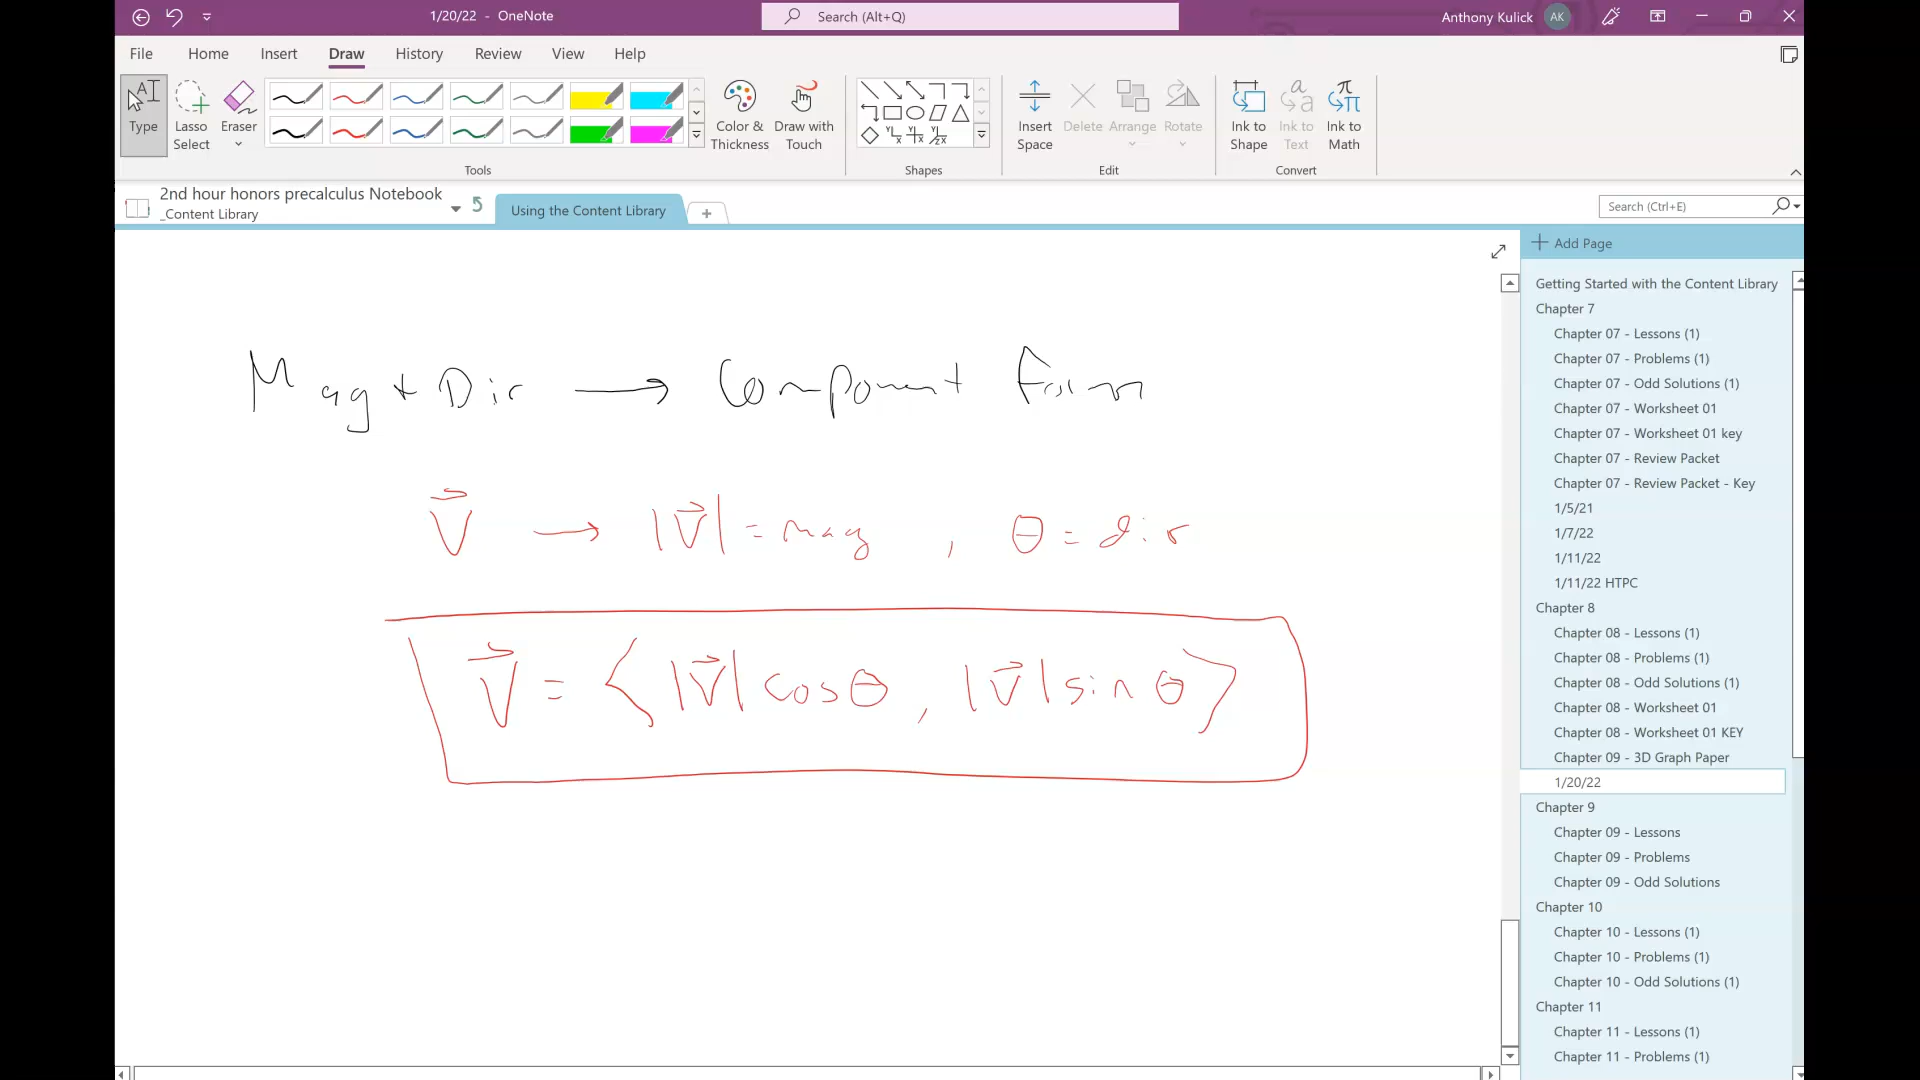 1/20/22 - OneNote
Search (Alt+Q)
Anthony Kulick AK
File Home Insert Draw History Review View Help
Type
Lasso Select
Eraser
Color & Thickness
Draw with Touch
Insert Space
Delete
Arrange
Rotate
Ink to Shape
Ink to Text
Ink to Math
Tools Shapes Edit Convert
2nd hour honors precalculus Notebook
_Content Library
Using the Content Library
Search (Ctrl+E)
Mag + Dir → Component Form
V⃗ → |V⃗| = mag , θ = dir
V⃗ = ⟨|V⃗| cos θ , |V⃗| sin θ⟩
Add Page
Getting Started with the Content Library
Chapter 7
Chapter 07 - Lessons (1)
Chapter 07 - Problems (1)
Chapter 07 - Odd Solutions (1)
Chapter 07 - Worksheet 01
Chapter 07 - Worksheet 01 key
Chapter 07 - Review Packet
Chapter 07 - Review Packet - Key
1/5/21
1/7/22
1/11/22
1/11/22 HTPC
Chapter 8
Chapter 08 - Lessons (1)
Chapter 08 - Problems (1)
Chapter 08 - Odd Solutions (1)
Chapter 08 - Worksheet 01
Chapter 08 - Worksheet 01 KEY
Chapter 09 - 3D Graph Paper
1/20/22
Chapter 9
Chapter 09 - Lessons
Chapter 09 - Problems
Chapter 09 - Odd Solutions
Chapter 10
Chapter 10 - Lessons (1)
Chapter 10 - Problems (1)
Chapter 10 - Odd Solutions (1)
Chapter 11
Chapter 11 - Lessons (1)
Chapter 11 - Problems (1)